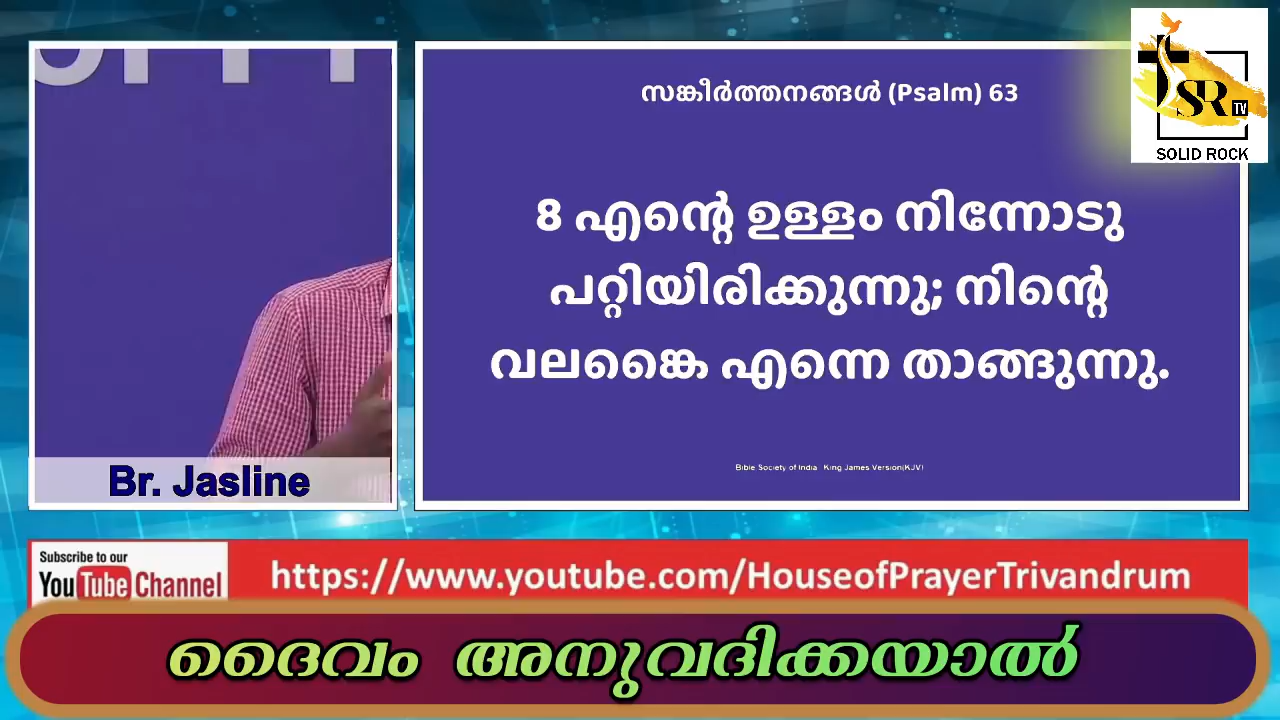 സങ്കീർത്തനങ്ങൾ (Psalm) 63
SR TV
SOLID ROCK
8 എന്റെ ഉള്ളം നിന്നോടു
പറ്റിയിരിക്കുന്നു; നിന്റെ
വലങ്കൈ എന്നെ താങ്ങുന്നു.
Bible Society of India King James Version(KJV)
Br. Jasline
Subscribe to our
YouTube Channel
https://www.youtube.com/HouseofPrayerTrivandrum
ദൈവം അനുവദിക്കയാൽ